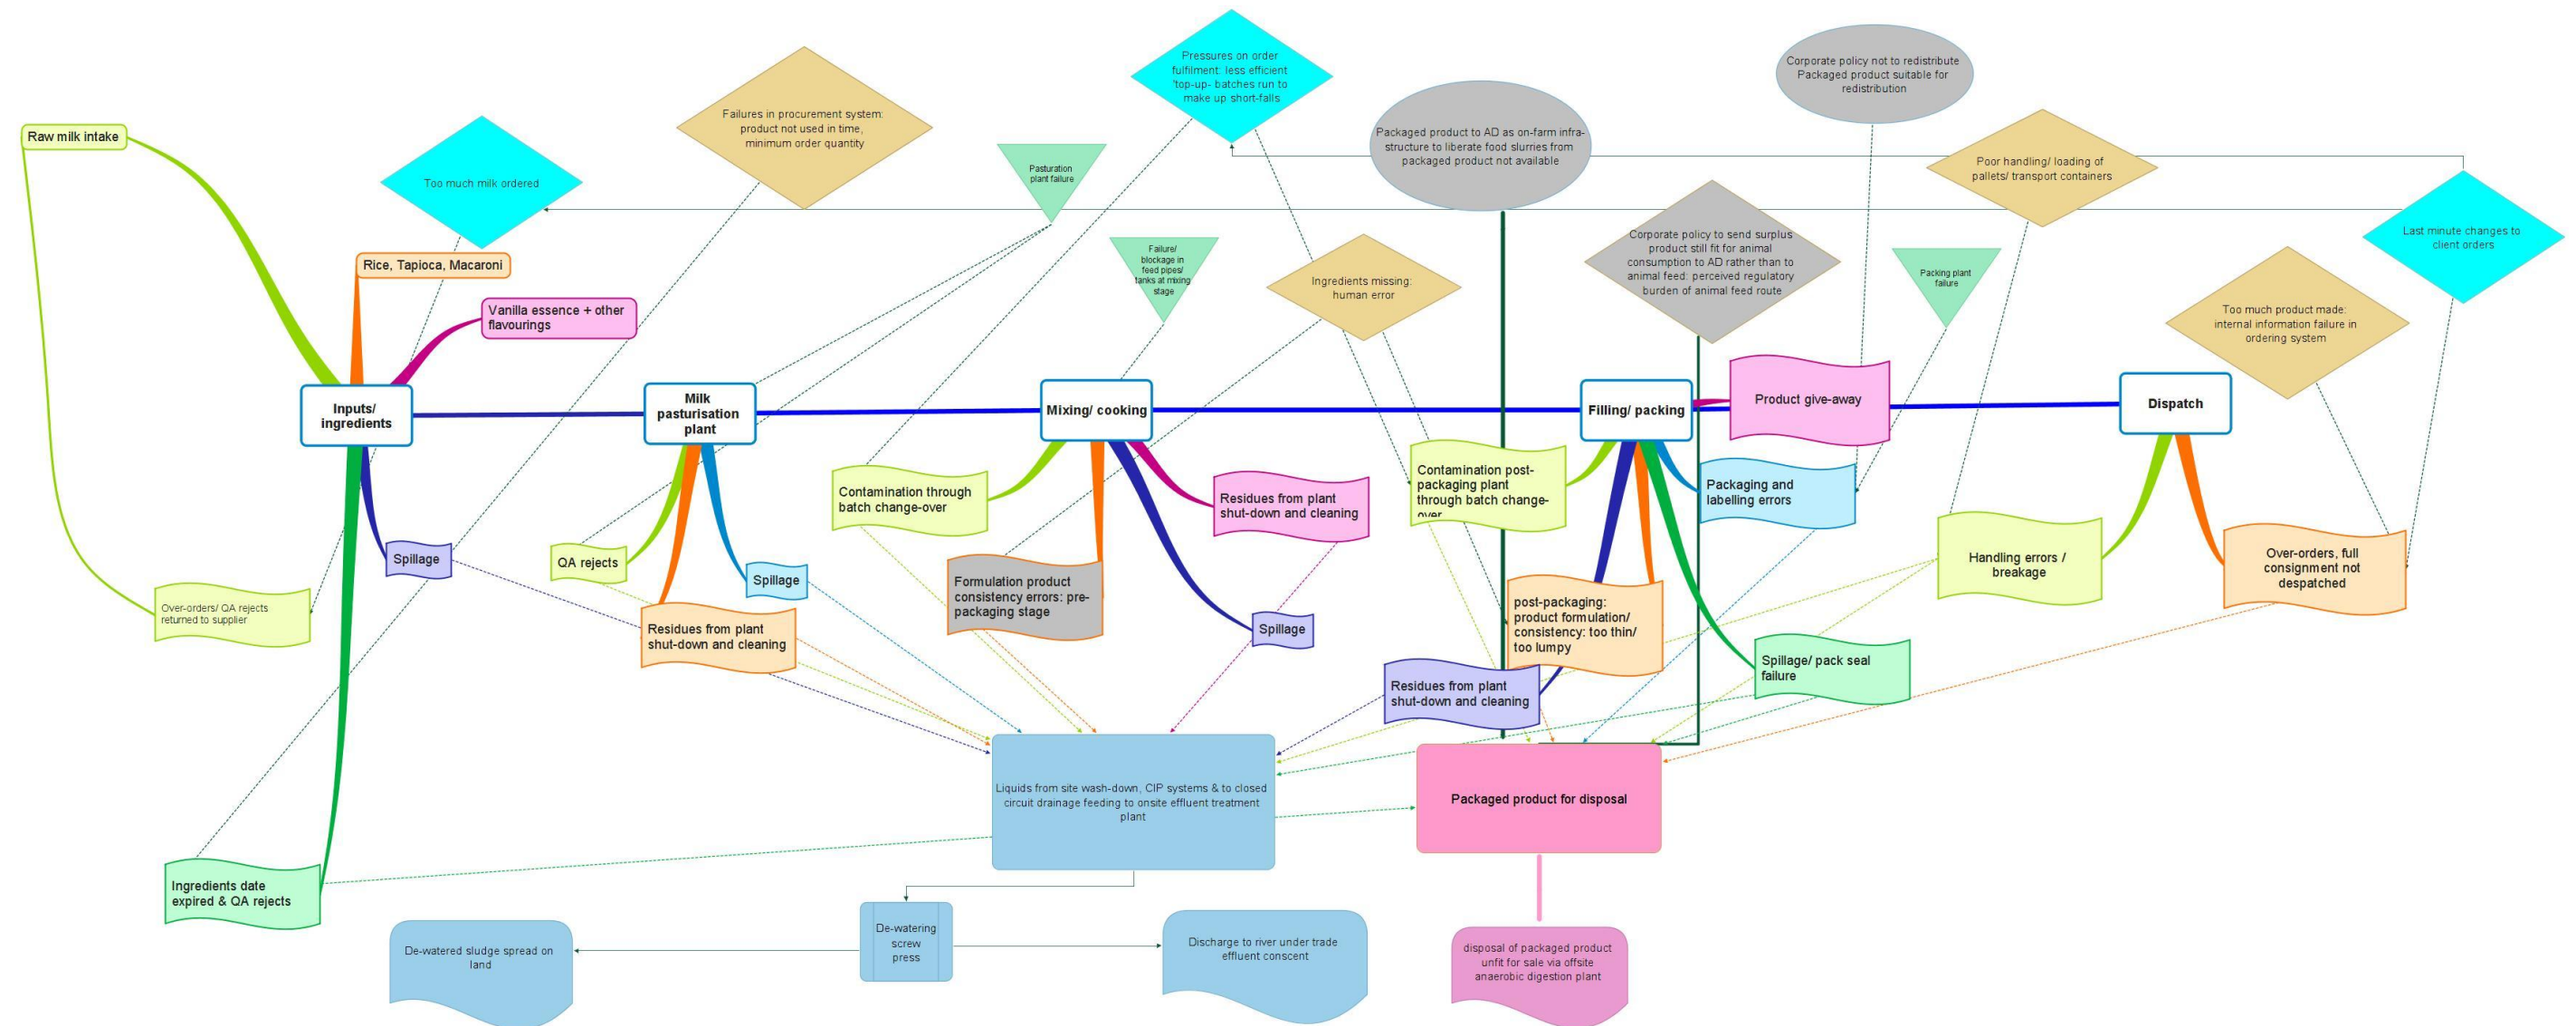 Pressures on order
fulfilment: less efficient
'top-up- batches run to
make up short-falls
Corporate policy not to redistribute
Packaged product suitable for
redistribution
Failures in procurement system:
product not used in time,
minimum order quantity
Raw milk intake
Packaged product to AD as on-farm infra-
structure to liberate food slurries from
packaged product not available
Too much milk ordered
Pasturation
plant failure
Poor handling/ loading of
pallets/ transport containers
Last minute changes to
client orders
Rice, Tapioca, Macaroni
Failure/
blockage in
feed pipes/
tanks at mixing
stage
Ingredients missing:
human error
Corporate policy to send surplus
product still fit for animal
consumption to AD rather than to
animal feed: perceived regulatory
burden of animal feed route
Packing plant
failure
Vanilla essence + other
flavourings
Too much product made:
internal information failure in
ordering system
Inputs/
ingredients
Milk
pasturisation
plant
Mixing/ cooking
Filling/ packing
Product give-away
Dispatch
Contamination through
batch change-over
Residues from plant
shut-down and cleaning
Contamination post-
packaging plant
through batch change-
over
Packaging and
labelling errors
Spillage
QA rejects
Spillage
Formulation product
consistency errors: pre-
packaging stage
Handling errors /
breakage
Over-orders, full
consignment not
despatched
Over-orders/ QA rejects
returned to supplier
Residues from plant
shut-down and cleaning
Spillage
post-packaging:
product formulation/
consistency: too thin/
too lumpy
Spillage/ pack seal
failure
Residues from plant
shut-down and cleaning
Liquids from site wash-down, CIP systems & to closed
circuit drainage feeding to onsite effluent treatment
plant
Packaged product for disposal
Ingredients date
expired & QA rejects
De-watered sludge spread on
land
De-watering
screw
press
Discharge to river under trade
effluent conscent
disposal of packaged product
unfit for sale via offsite
anaerobic digestion plant